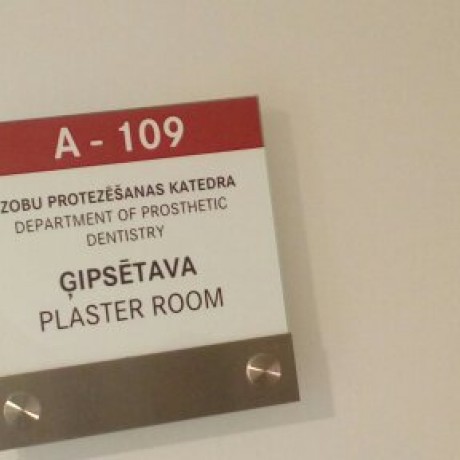 A - 109
ZOBU PROTEZĒŠANAS KATEDRA
DEPARTMENT OF PROSTHETIC
DENTISTRY
ĢIPSĒTAVA
PLASTER ROOM